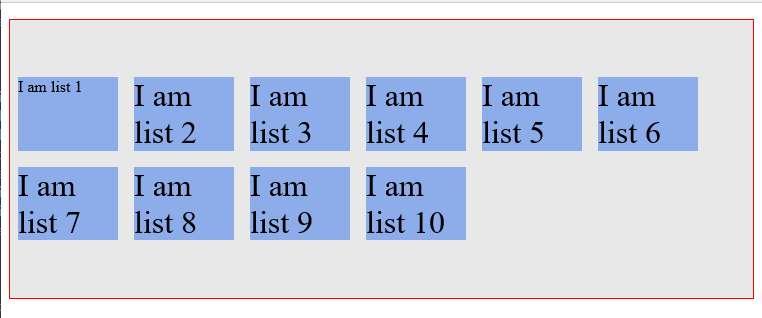 I am list 1
I am
list 2
I am
list 3
I am
list 4
I am
list 5
I am
list 6
I am
list 7
I am
list 8
I am
list 9
I am
list 10